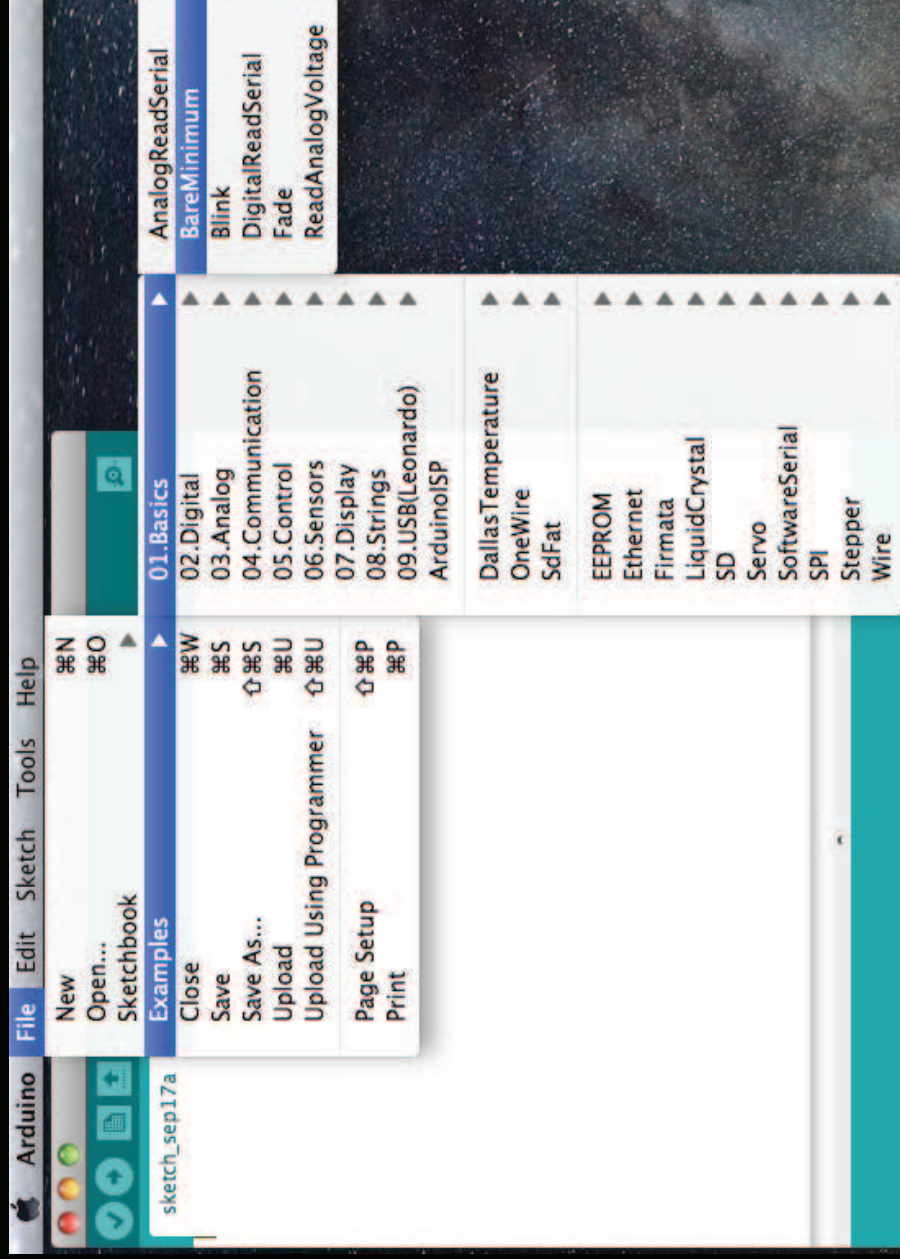 Arduino File Edit Sketch Tools Help
New ⌘N
Open... ⌘O
Sketchbook
Examples
Close ⌘W
Save ⌘S
Save As... ⇧⌘S
Upload ⌘U
Upload Using Programmer ⇧⌘U
Page Setup ⇧⌘P
Print ⌘P
01.Basics
02.Digital
03.Analog
04.Communication
05.Control
06.Sensors
07.Display
08.Strings
09.USB(Leonardo)
ArduinoISP
DallasTemperature
OneWire
SdFat
EEPROM
Ethernet
Firmata
LiquidCrystal
SD
Servo
SoftwareSerial
SPI
Stepper
Wire
AnalogReadSerial
BareMinimum
Blink
DigitalReadSerial
Fade
ReadAnalogVoltage
sketch_sep17a